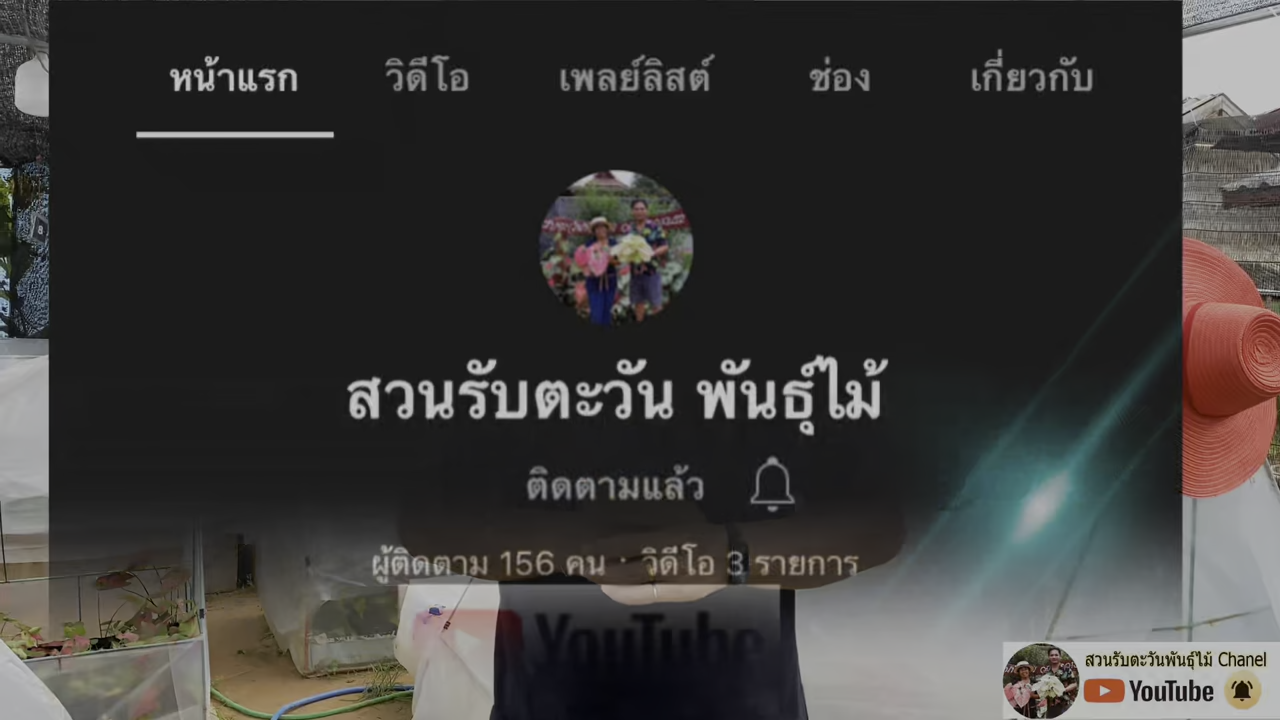 หน้าแรก วิดีโอ เพลย์ลิสต์ ช่อง เกี่ยวกับ
สวนรับตะวัน พันธุ์ไม้
ติดตามแล้ว
ผู้ติดตาม 156 คน · วิดีโอ 3 รายการ
YouTube
สวนรับตะวันพันธุ์ไม้ Chanel
YouTube